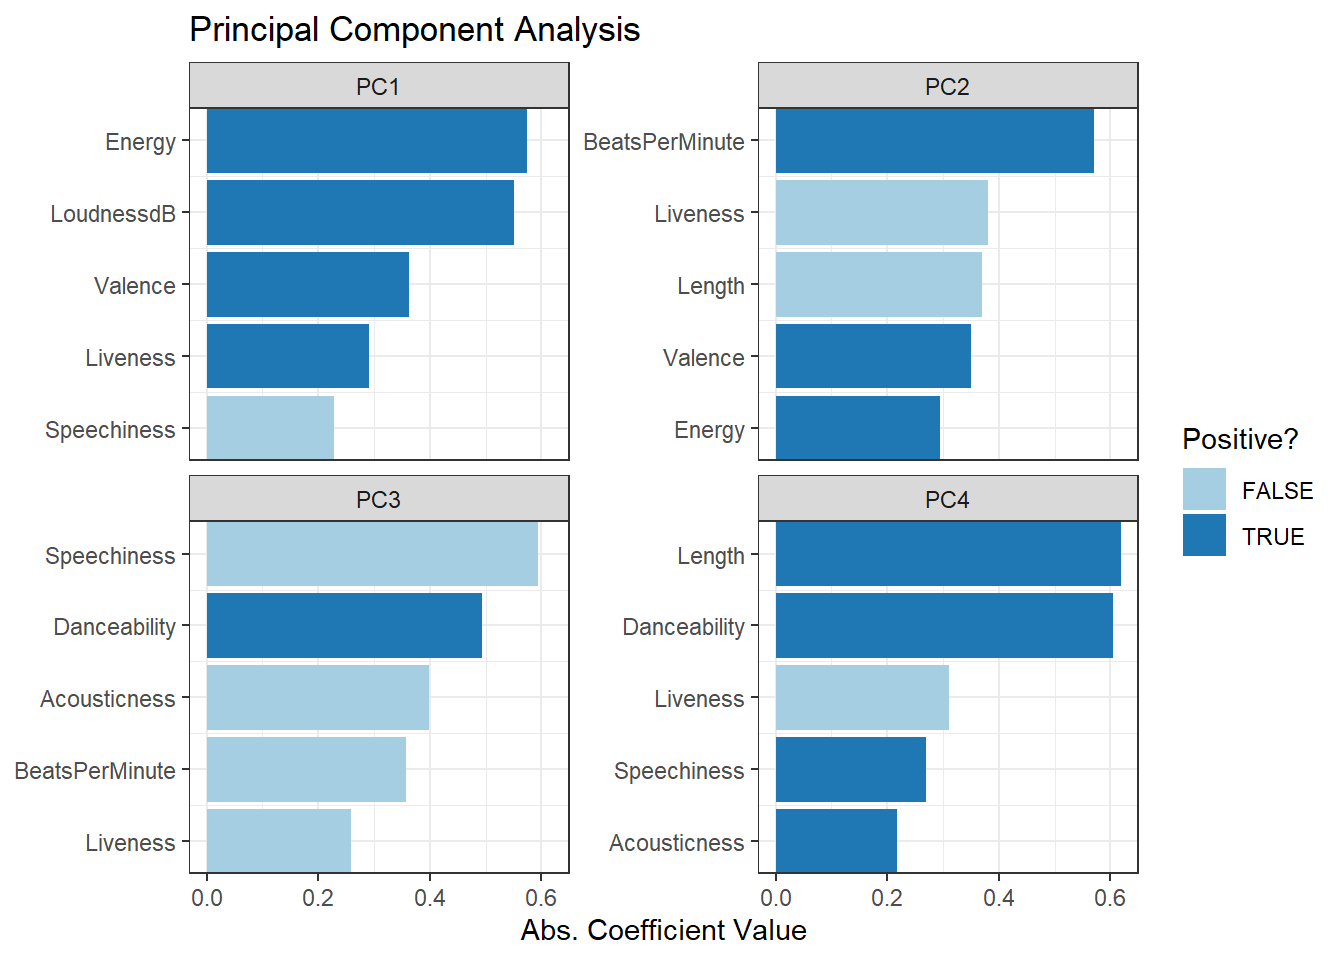 Principal Component Analysis
PC1
Energy
LoudnessdB
Valence
Liveness
Speechiness
PC2
BeatsPerMinute
Liveness
Length
Valence
Energy
PC3
Speechiness
Danceability
Acousticness
BeatsPerMinute
Liveness
0.0 0.2 0.4 0.6
PC4
Length
Danceability
Liveness
Speechiness
Acousticness
0.0 0.2 0.4 0.6
Abs. Coefficient Value
Positive?
FALSE
TRUE